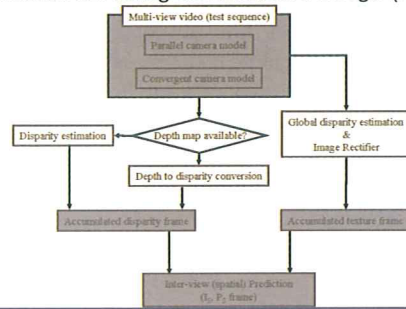 Multi-view video (test sequence)
Parallel camera model
Convergent camera model
Depth map available?
Disparity estimation
Global disparity estimation
&
Image Rectifier
Depth to disparity conversion
Accumulated disparity frame
Accumulated texture frame
Inter-view (spatial) Prediction